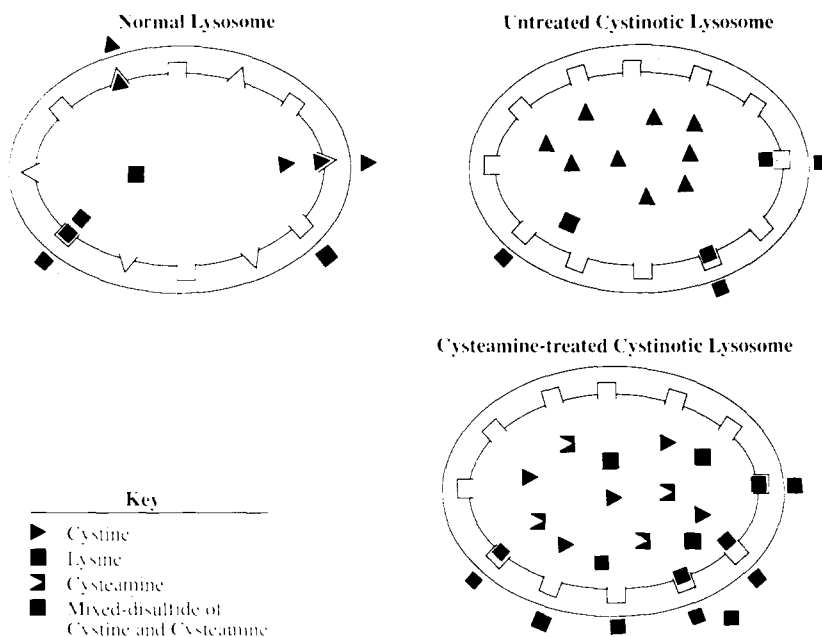 Normal Lysosome
Untreated Cystinotic Lysosome
Cysteamine-treated Cystinotic Lysosome
Key
Cystine
Lysine
Cysteamine
Mixed-disulfide of
Cystine and Cysteamine